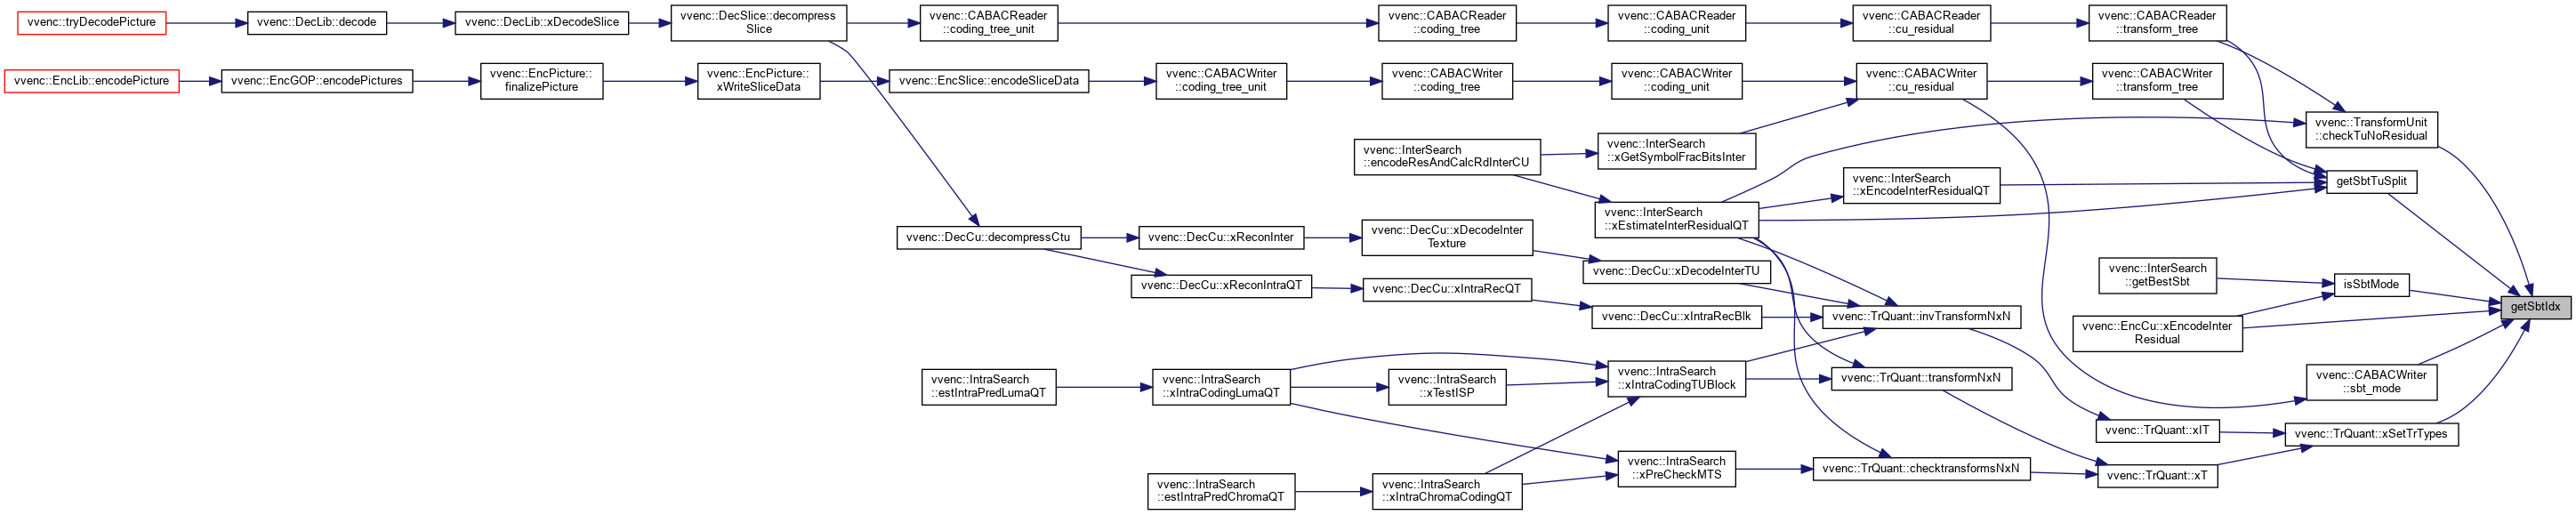 vvenc::tryDecodePicture
vvenc::DecLib::decode
vvenc::DecLib::xDecodeSlice
vvenc::DecSlice::decompress
Slice
vvenc::CABACReader
::coding_tree_unit
vvenc::CABACReader
::coding_tree
vvenc::CABACReader
::coding_unit
vvenc::CABACReader
::cu_residual
vvenc::CABACReader
::transform_tree
vvenc::EncLib::encodePicture
vvenc::EncGOP::encodePictures
vvenc::EncPicture::
finalizePicture
vvenc::EncPicture::
xWriteSliceData
vvenc::EncSlice::encodeSliceData
vvenc::CABACWriter
::coding_tree_unit
vvenc::CABACWriter
::coding_tree
vvenc::CABACWriter
::coding_unit
vvenc::CABACWriter
::cu_residual
vvenc::CABACWriter
::transform_tree
vvenc::TransformUnit
::checkTuNoResidual
vvenc::InterSearch
::encodeResAndCalcRdInterCU
vvenc::InterSearch
::xGetSymbolFracBitsInter
vvenc::InterSearch
::xEncodeInterResidualQT
getSbtTuSplit
vvenc::InterSearch
::xEstimateInterResidualQT
vvenc::DecCu::decompressCtu
vvenc::DecCu::xReconInter
vvenc::DecCu::xDecodeInter
Texture
vvenc::DecCu::xDecodeInterTU
vvenc::InterSearch
::getBestSbt
isSbtMode
vvenc::DecCu::xReconIntraQT
vvenc::DecCu::xIntraRecQT
vvenc::DecCu::xIntraRecBlk
vvenc::TrQuant::invTransformNxN
vvenc::EncCu::xEncodeInter
Residual
getSbtIdx
vvenc::IntraSearch
::estIntraPredLumaQT
vvenc::IntraSearch
::xIntraCodingLumaQT
vvenc::IntraSearch
::xTestISP
vvenc::IntraSearch
::xIntraCodingTUBlock
vvenc::TrQuant::transformNxN
vvenc::CABACWriter
::sbt_mode
vvenc::TrQuant::xIT
vvenc::TrQuant::xSetTrTypes
vvenc::IntraSearch
::estIntraPredChromaQT
vvenc::IntraSearch
::xIntraChromaCodingQT
vvenc::IntraSearch
::xPreCheckMTS
vvenc::TrQuant::checktransformsNxN
vvenc::TrQuant::xT